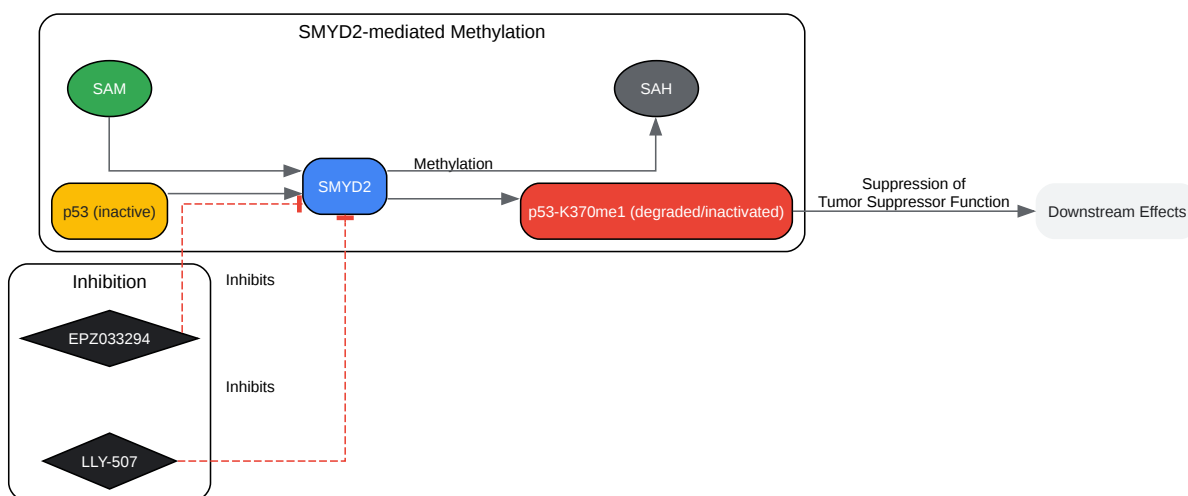 SMYD2-mediated Methylation
SAM
SAH
Methylation
SMYD2
p53 (inactive)
p53-K370me1 (degraded/inactivated)
Suppression of
Tumor Suppressor Function
Downstream Effects
Inhibition
Inhibits
EPZ033294
Inhibits
LLY-507